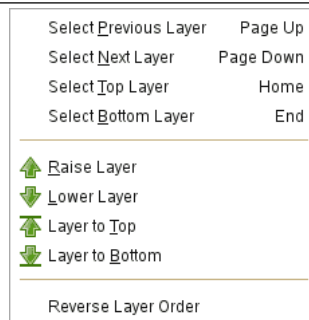 Select Previous Layer Page Up
Select Next Layer Page Down
Select Top Layer Home
Select Bottom Layer End
Raise Layer
Lower Layer
Layer to Top
Layer to Bottom
Reverse Layer Order